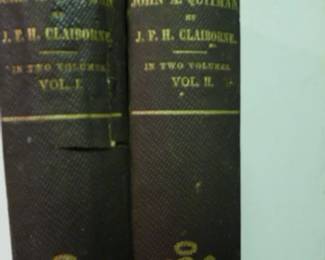 BY
J. F. H. CLAIBORNE.
IN TWO VOLUMES.
VOL. I.
JOHN A. QUITMAN
BY
J. F. H. CLAIBORNE.
IN TWO VOLUMES.
VOL. II.